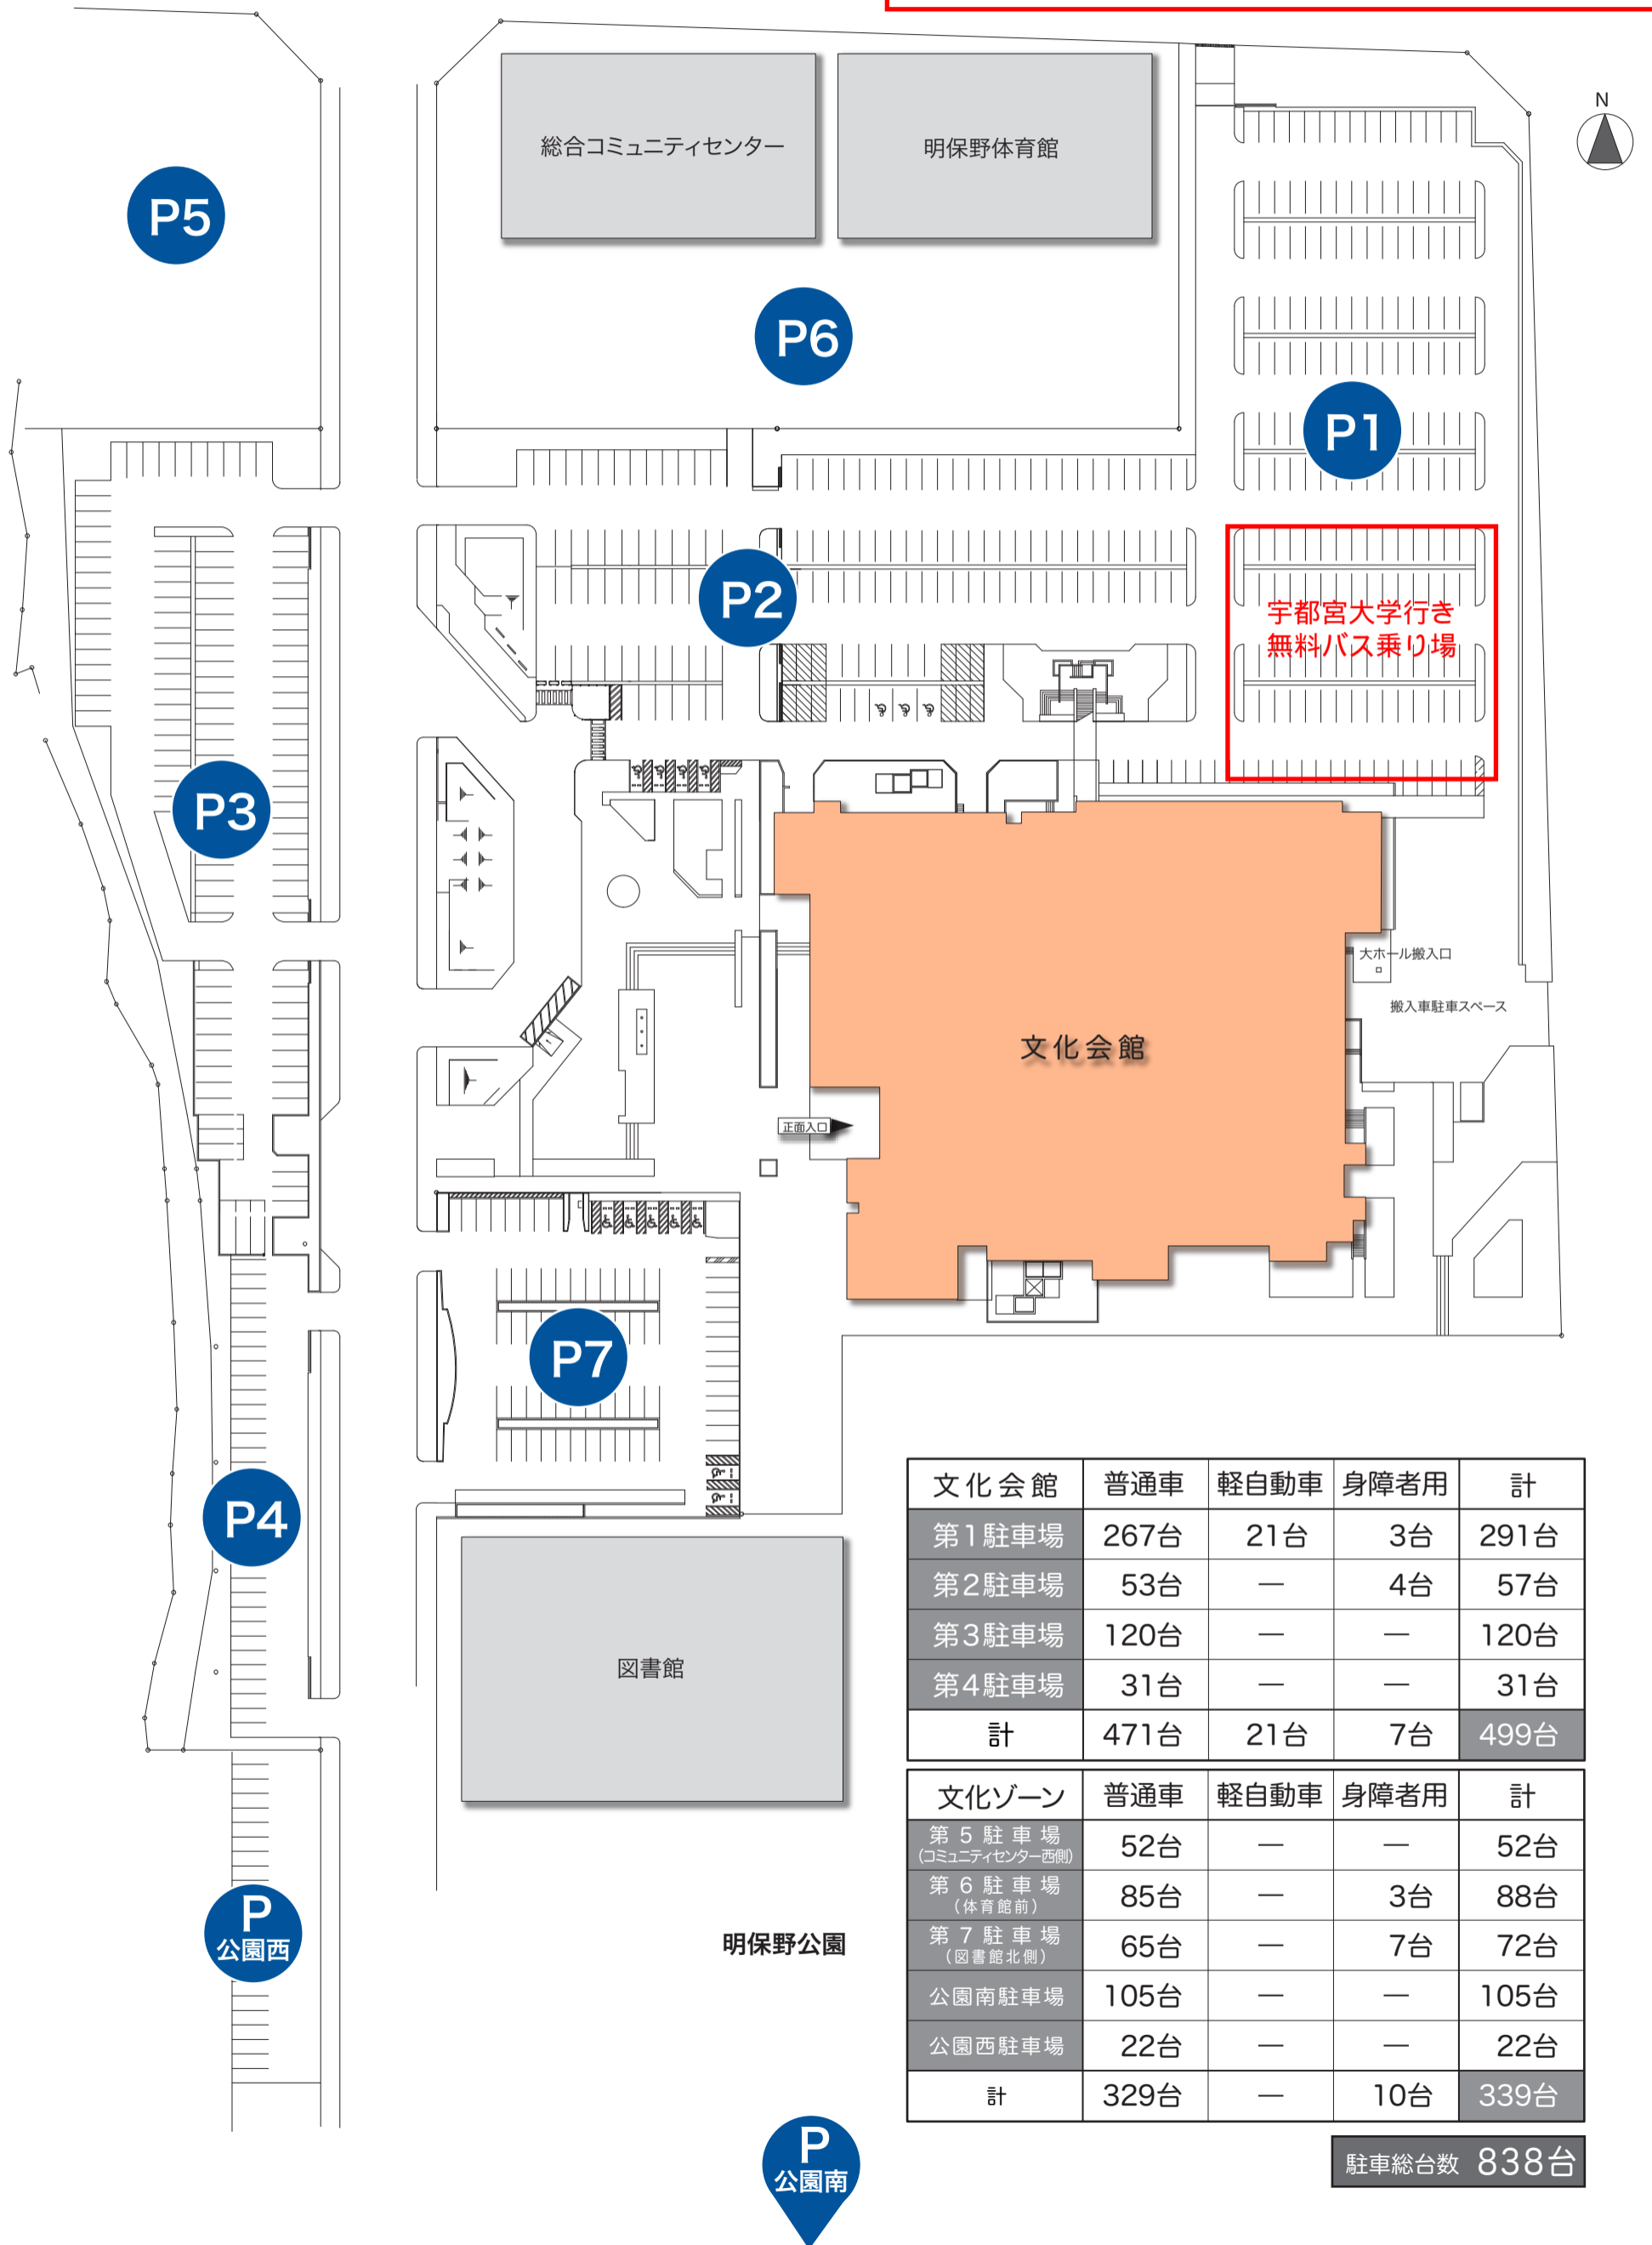 総合コミュニティセンター
明保野体育館
N
P5
P6
P1
P2
宇都宮大学行き
無料バス乗り場
P3
大ホール搬入口
搬入車駐車スペース
文化会館
正面入口
P7
P4
図書館
文化会館 普通車 軽自動車 身障者用 計
第1駐車場 267台 21台 3台 291台
第2駐車場 53台 — 4台 57台
第3駐車場 120台 — — 120台
第4駐車場 31台 — — 31台
計 471台 21台 7台 499台
文化ゾーン 普通車 軽自動車 身障者用 計
第5駐車場 52台 — — 52台
(コミュニティセンター西側)
第6駐車場 85台 — 3台 88台
(体育館前)
第7駐車場 65台 — 7台 72台
(図書館北側)
公園南駐車場 105台 — — 105台
公園西駐車場 22台 — — 22台
計 329台 — 10台 339台
駐車総台数 838台
P
公園西
明保野公園
P
公園南